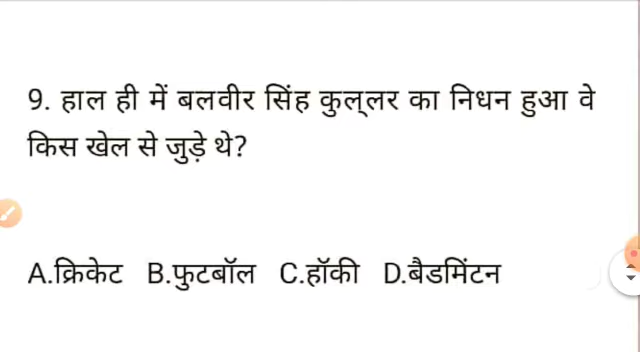 9. हाल ही में बलवीर सिंह कुल्लर का निधन हुआ वे
किस खेल से जुड़े थे?
A.क्रिकेट B.फुटबॉल C.हॉकी D.बैडमिंटन